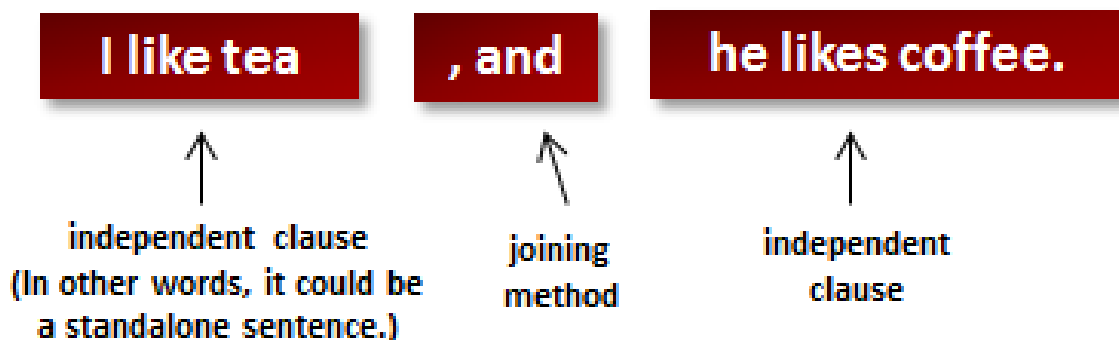 I like tea , and he likes coffee.
independent clause
(In other words, it could be
a standalone sentence.)
joining
method
independent
clause